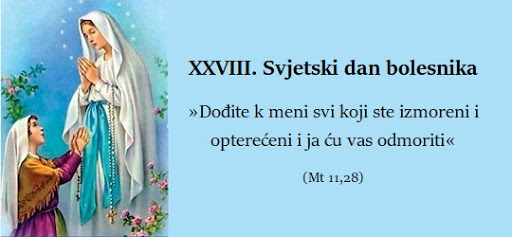 XXVIII. Svjetski dan bolesnika
»Dođite k meni svi koji ste izmoreni i
opterećeni i ja ću vas odmoriti«
(Mt 11,28)